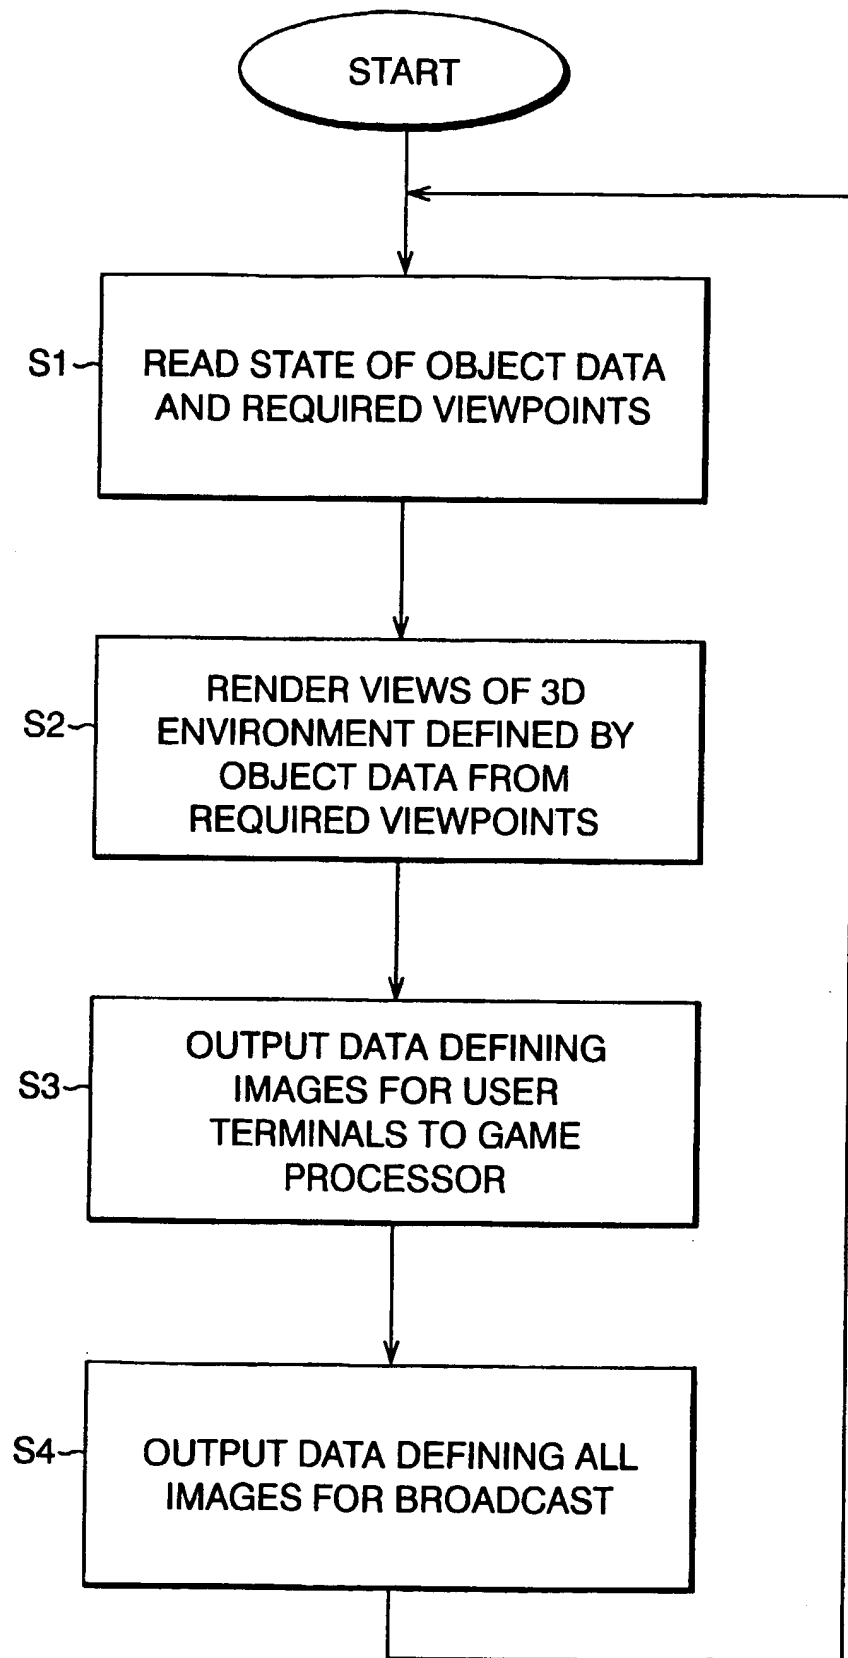 START
S1
READ STATE OF OBJECT DATA
AND REQUIRED VIEWPOINTS
S2
RENDER VIEWS OF 3D
ENVIRONMENT DEFINED BY
OBJECT DATA FROM
REQUIRED VIEWPOINTS
S3
OUTPUT DATA DEFINING
IMAGES FOR USER
TERMINALS TO GAME
PROCESSOR
S4
OUTPUT DATA DEFINING ALL
IMAGES FOR BROADCAST